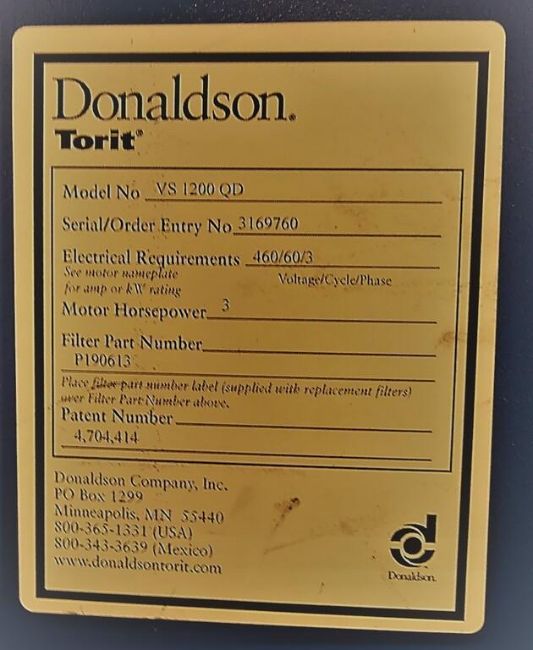 Donaldson.
Torit®
Model No VS 1200 QD
Serial/Order Entry No 3169760
Electrical Requirements 460/60/3
See motor nameplate Voltage/Cycle/Phase
for amp or kW rating
Motor Horsepower 3
Filter Part Number
P190613
Place filter part number label (supplied with replacement filters)
over Filter Part Number above.
Patent Number
4,704,414
Donaldson Company, Inc.
PO Box 1299
Minneapolis, MN 55440
800-365-1331 (USA)
800-343-3639 (Mexico)
www.donaldsontorit.com
Donaldson.